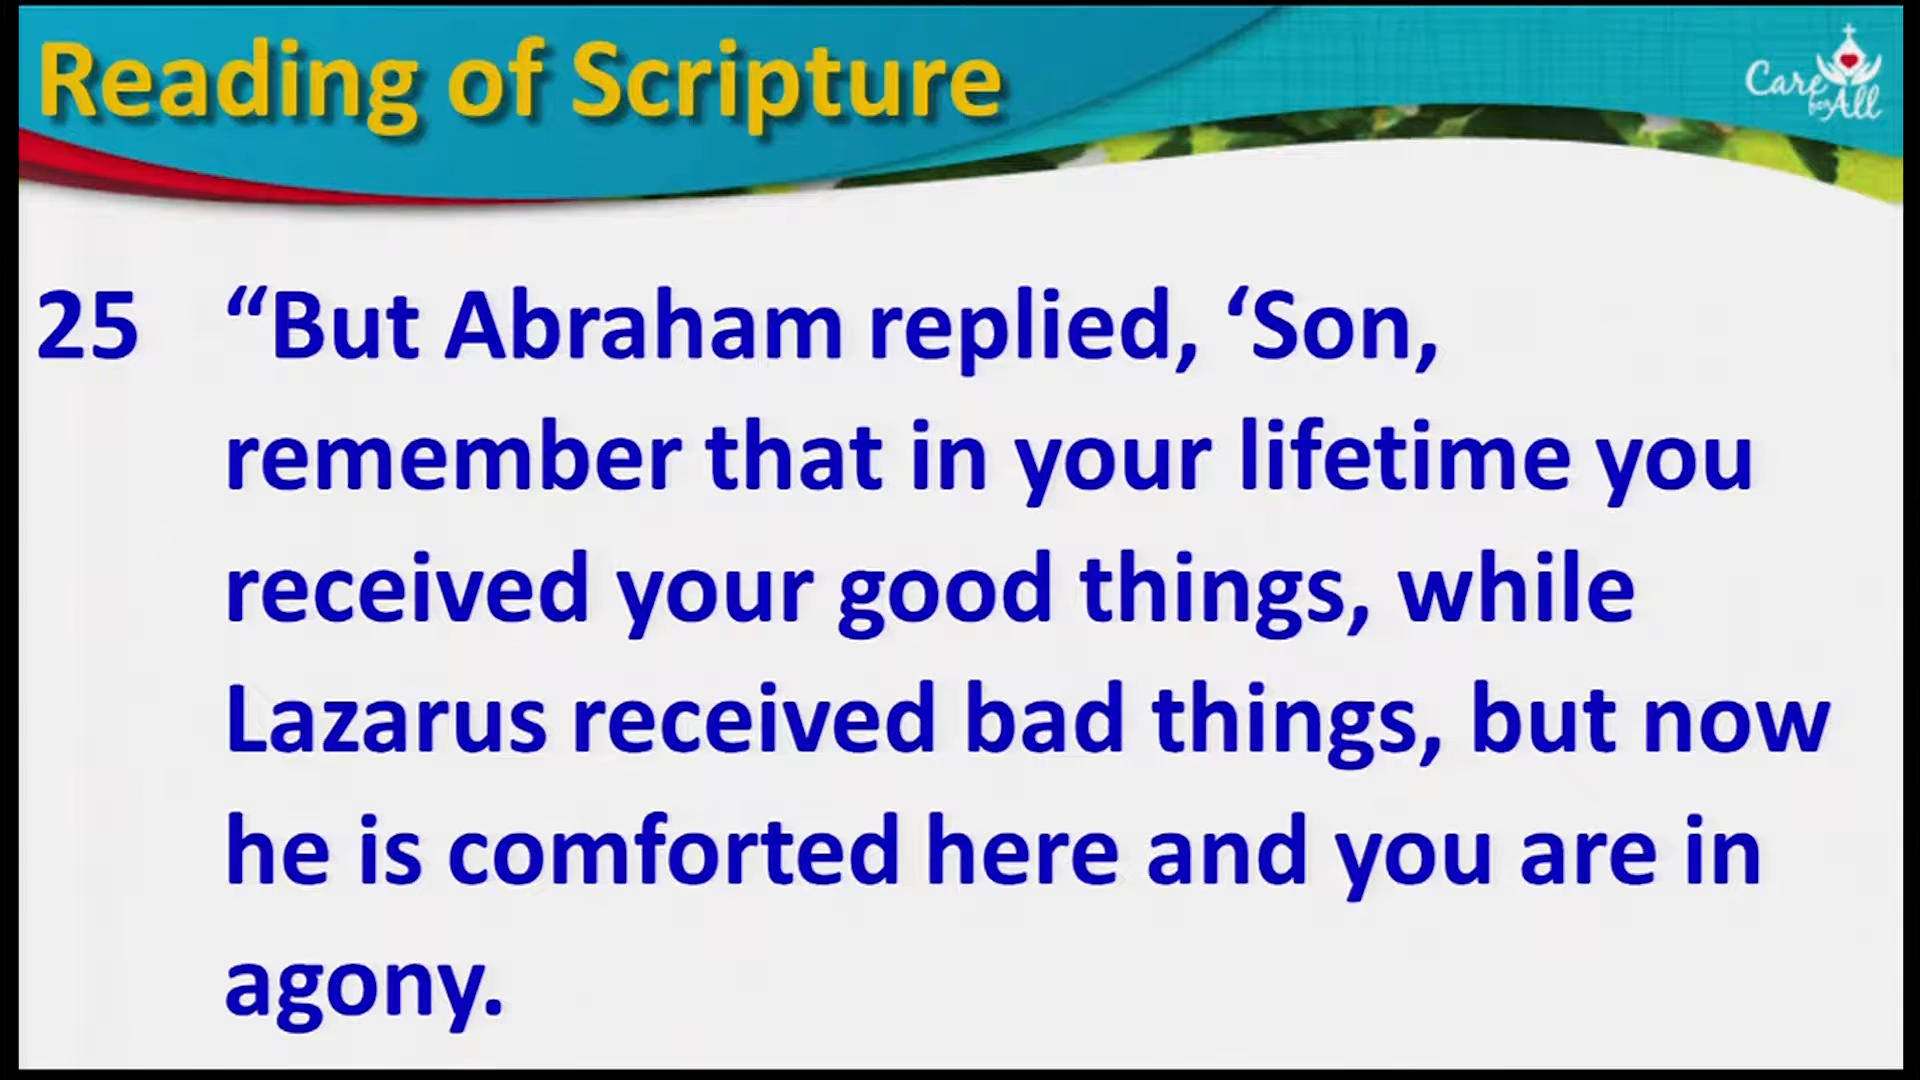 Reading of Scripture
Care
for All
25 “But Abraham replied, ‘Son,
remember that in your lifetime you
received your good things, while
Lazarus received bad things, but now
he is comforted here and you are in
agony.